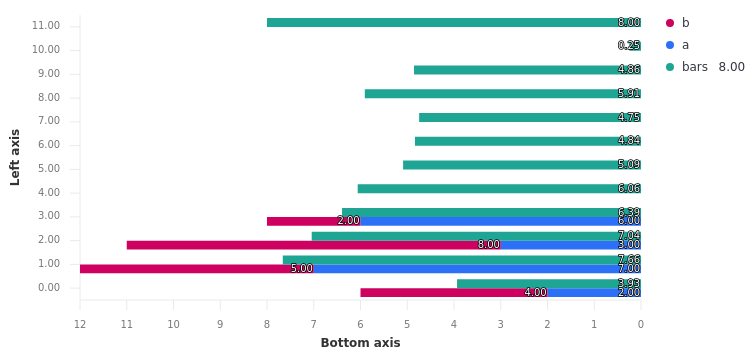 11.00 8.00 b
10.00 0.25 a
9.00 4.86 bars 8.00
8.00 5.91
7.00 4.75
6.00 4.84
5.00 5.09
4.00 6.06
3.00 6.39
2.00 6.00
2.00 7.04
8.00 3.00
1.00 7.66
5.00 7.00
0.00 3.93
4.00 2.00
12 11 10 9 8 7 6 5 4 3 2 1 0
Left axis
Bottom axis